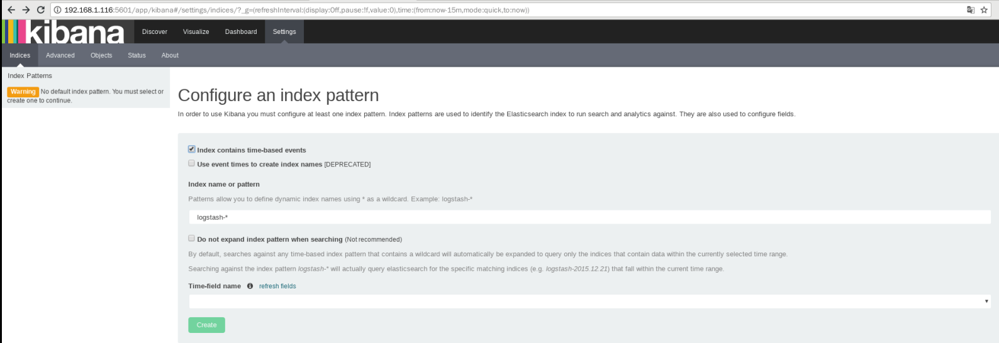 192.168.1.116:5601/app/kibana#/settings/indices/?_g=(refreshInterval:(display:Off,pause:!f,value:0),time:(from:now-15m,mode:quick,to:now))
kibana Discover Visualize Dashboard Settings
Indices Advanced Objects Status About
Index Patterns
Warning No default index pattern. You must select or
create one to continue.
Configure an index pattern
In order to use Kibana you must configure at least one index pattern. Index patterns are used to identify the Elasticsearch index to run search and analytics against. They are also used to configure fields.
Index contains time-based events
Use event times to create index names [DEPRECATED]
Index name or pattern
Patterns allow you to define dynamic index names using * as a wildcard. Example: logstash-*
logstash-*
Do not expand index pattern when searching (Not recommended)
By default, searches against any time-based index pattern that contains a wildcard will automatically be expanded to query only the indices that contain data within the currently selected time range.
Searching against the index pattern logstash-* will actually query elasticsearch for the specific matching indices (e.g. logstash-2015.12.21) that fall within the current time range.
Time-field name refresh fields
Create